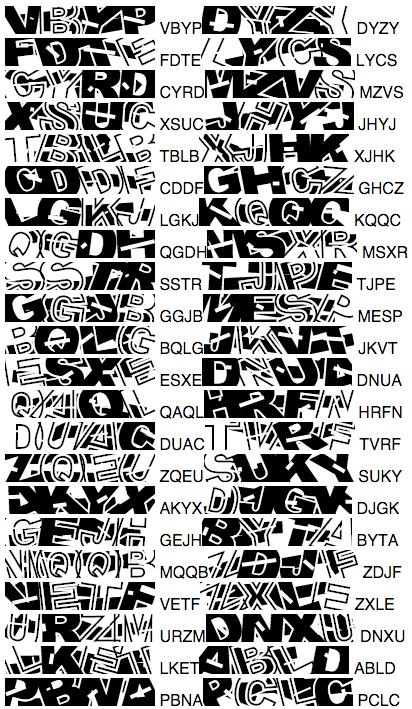 VBYP DYZY
FDTE LYCS
CYRD MZVS
XSUC JHYJ
TBLB XJHK
CDDF GHCZ
LGKJ KQQC
QGDH MSXR
SSTR TJPE
GGJB MESP
BQLG JKVT
ESXE DNUA
QAQL HRFN
DUAC TVRF
ZQEU SUKY
AKYX DJGK
GEJH BYTA
MQQB ZDJF
VETF ZXLE
URZM DNXU
LKET ABLD
PBNA PCLC